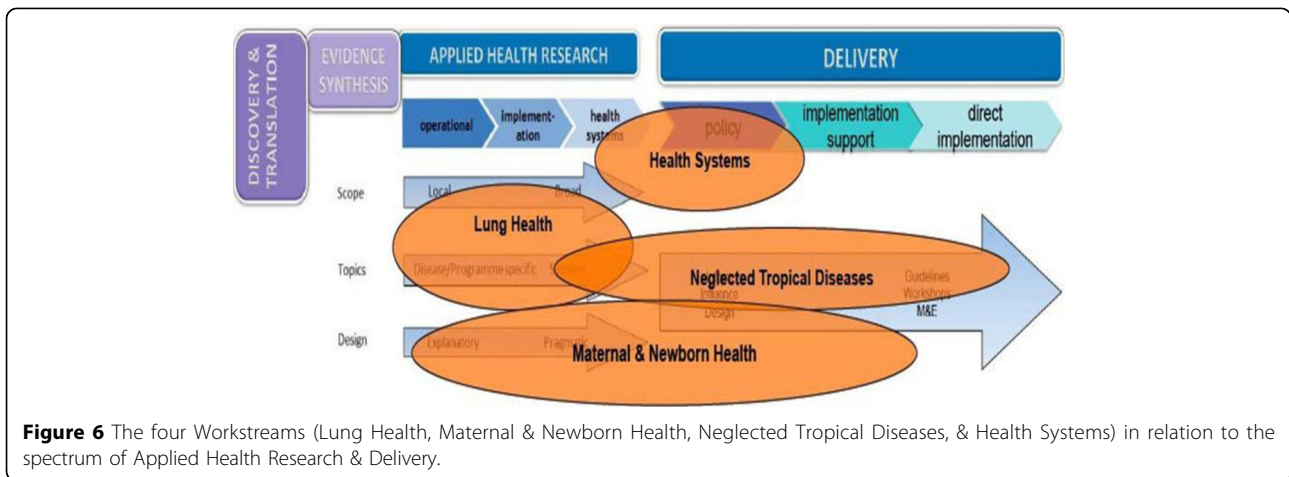 DISCOVERY &
TRANSLATION
EVIDENCE
SYNTHESIS
APPLIED HEALTH RESEARCH
DELIVERY
operational
implement-
ation
health
systems
policy
implementation
support
direct
implementation
Health Systems
Scope
Local
Broad
Lung Health
Topics
Disease/Programme specific
Neglected Tropical Diseases
Influence
Design
Guidelines
Workshops
M&E
Design
Explanatory
Pragmatic
Maternal & Newborn Health
Figure 6 The four Workstreams (Lung Health, Maternal & Newborn Health, Neglected Tropical Diseases, & Health Systems) in relation to the
spectrum of Applied Health Research & Delivery.